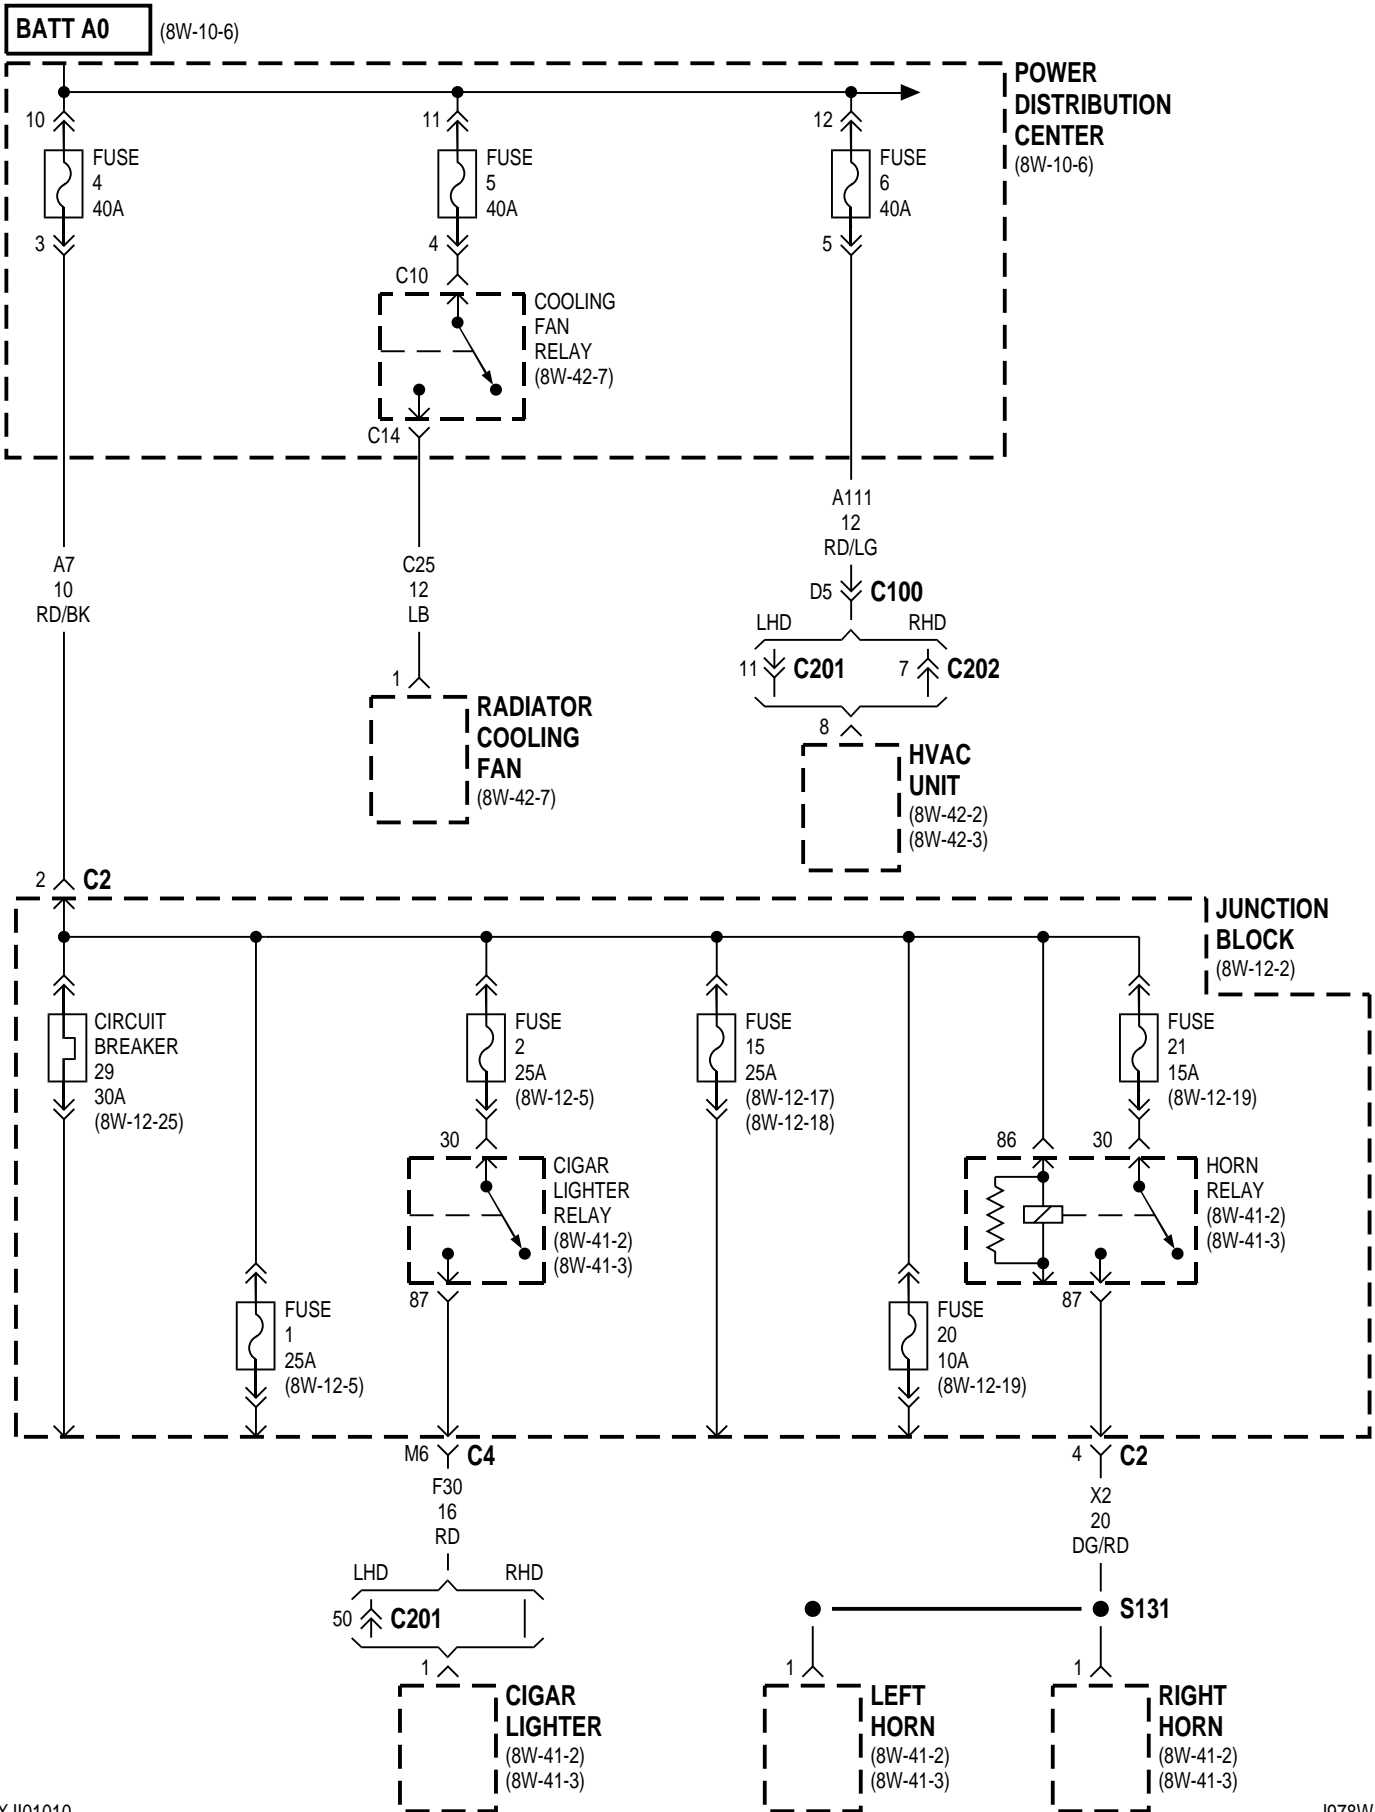 BATT A0 (8W-10-6)
POWER
DISTRIBUTION
CENTER
(8W-10-6)
10
FUSE
4
40A
3
11
FUSE
5
40A
4
12
FUSE
6
40A
5
C10
COOLING
FAN
RELAY
(8W-42-7)
C14
A7
10
RD/BK
C25
12
LB
A111
12
RD/LG
D5 C100
LHD RHD
11 C201
7 C202
1
RADIATOR
COOLING
FAN
(8W-42-7)
8
HVAC
UNIT
(8W-42-2)
(8W-42-3)
2 C2
JUNCTION
BLOCK
(8W-12-2)
CIRCUIT
BREAKER
29
30A
(8W-12-25)
FUSE
2
25A
(8W-12-5)
FUSE
15
25A
(8W-12-17)
(8W-12-18)
FUSE
21
15A
(8W-12-19)
30
CIGAR
LIGHTER
RELAY
(8W-41-2)
(8W-41-3)
87
86 30
HORN
RELAY
(8W-41-2)
(8W-41-3)
87
FUSE
1
25A
(8W-12-5)
FUSE
20
10A
(8W-12-19)
M6 C4
F30
16
RD
4 C2
X2
20
DG/RD
LHD RHD
50 C201
S131
1
CIGAR
LIGHTER
(8W-41-2)
(8W-41-3)
1
LEFT
HORN
(8W-41-2)
(8W-41-3)
1
RIGHT
HORN
(8W-41-2)
(8W-41-3)